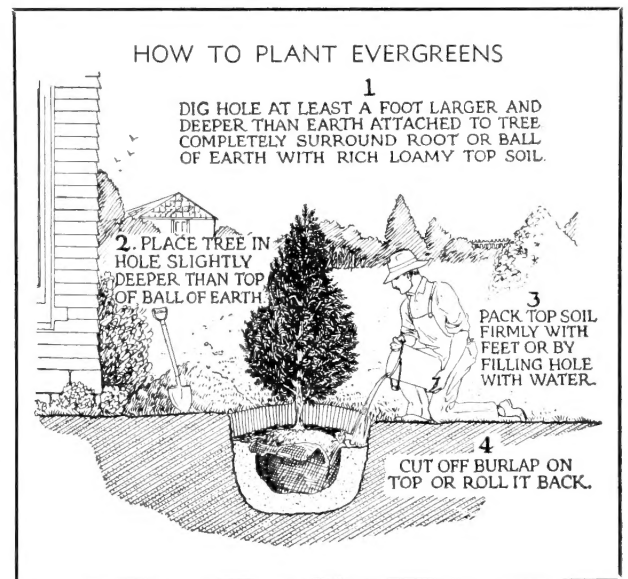 HOW TO PLANT EVERGREENS
1
DIG HOLE AT LEAST A FOOT LARGER AND
DEEPER THAN EARTH ATTACHED TO TREE
COMPLETELY SURROUND ROOT OR BALL
OF EARTH WITH RICH LOAMY TOP SOIL.
2. PLACE TREE IN
HOLE SLIGHTLY
DEEPER THAN TOP
OF BALL OF EARTH.
3
PACK TOP SOIL
FIRMLY WITH
FEET OR BY
FILLING HOLE
WITH WATER.
4
CUT OFF BURLAP ON
TOP OR ROLL IT BACK.